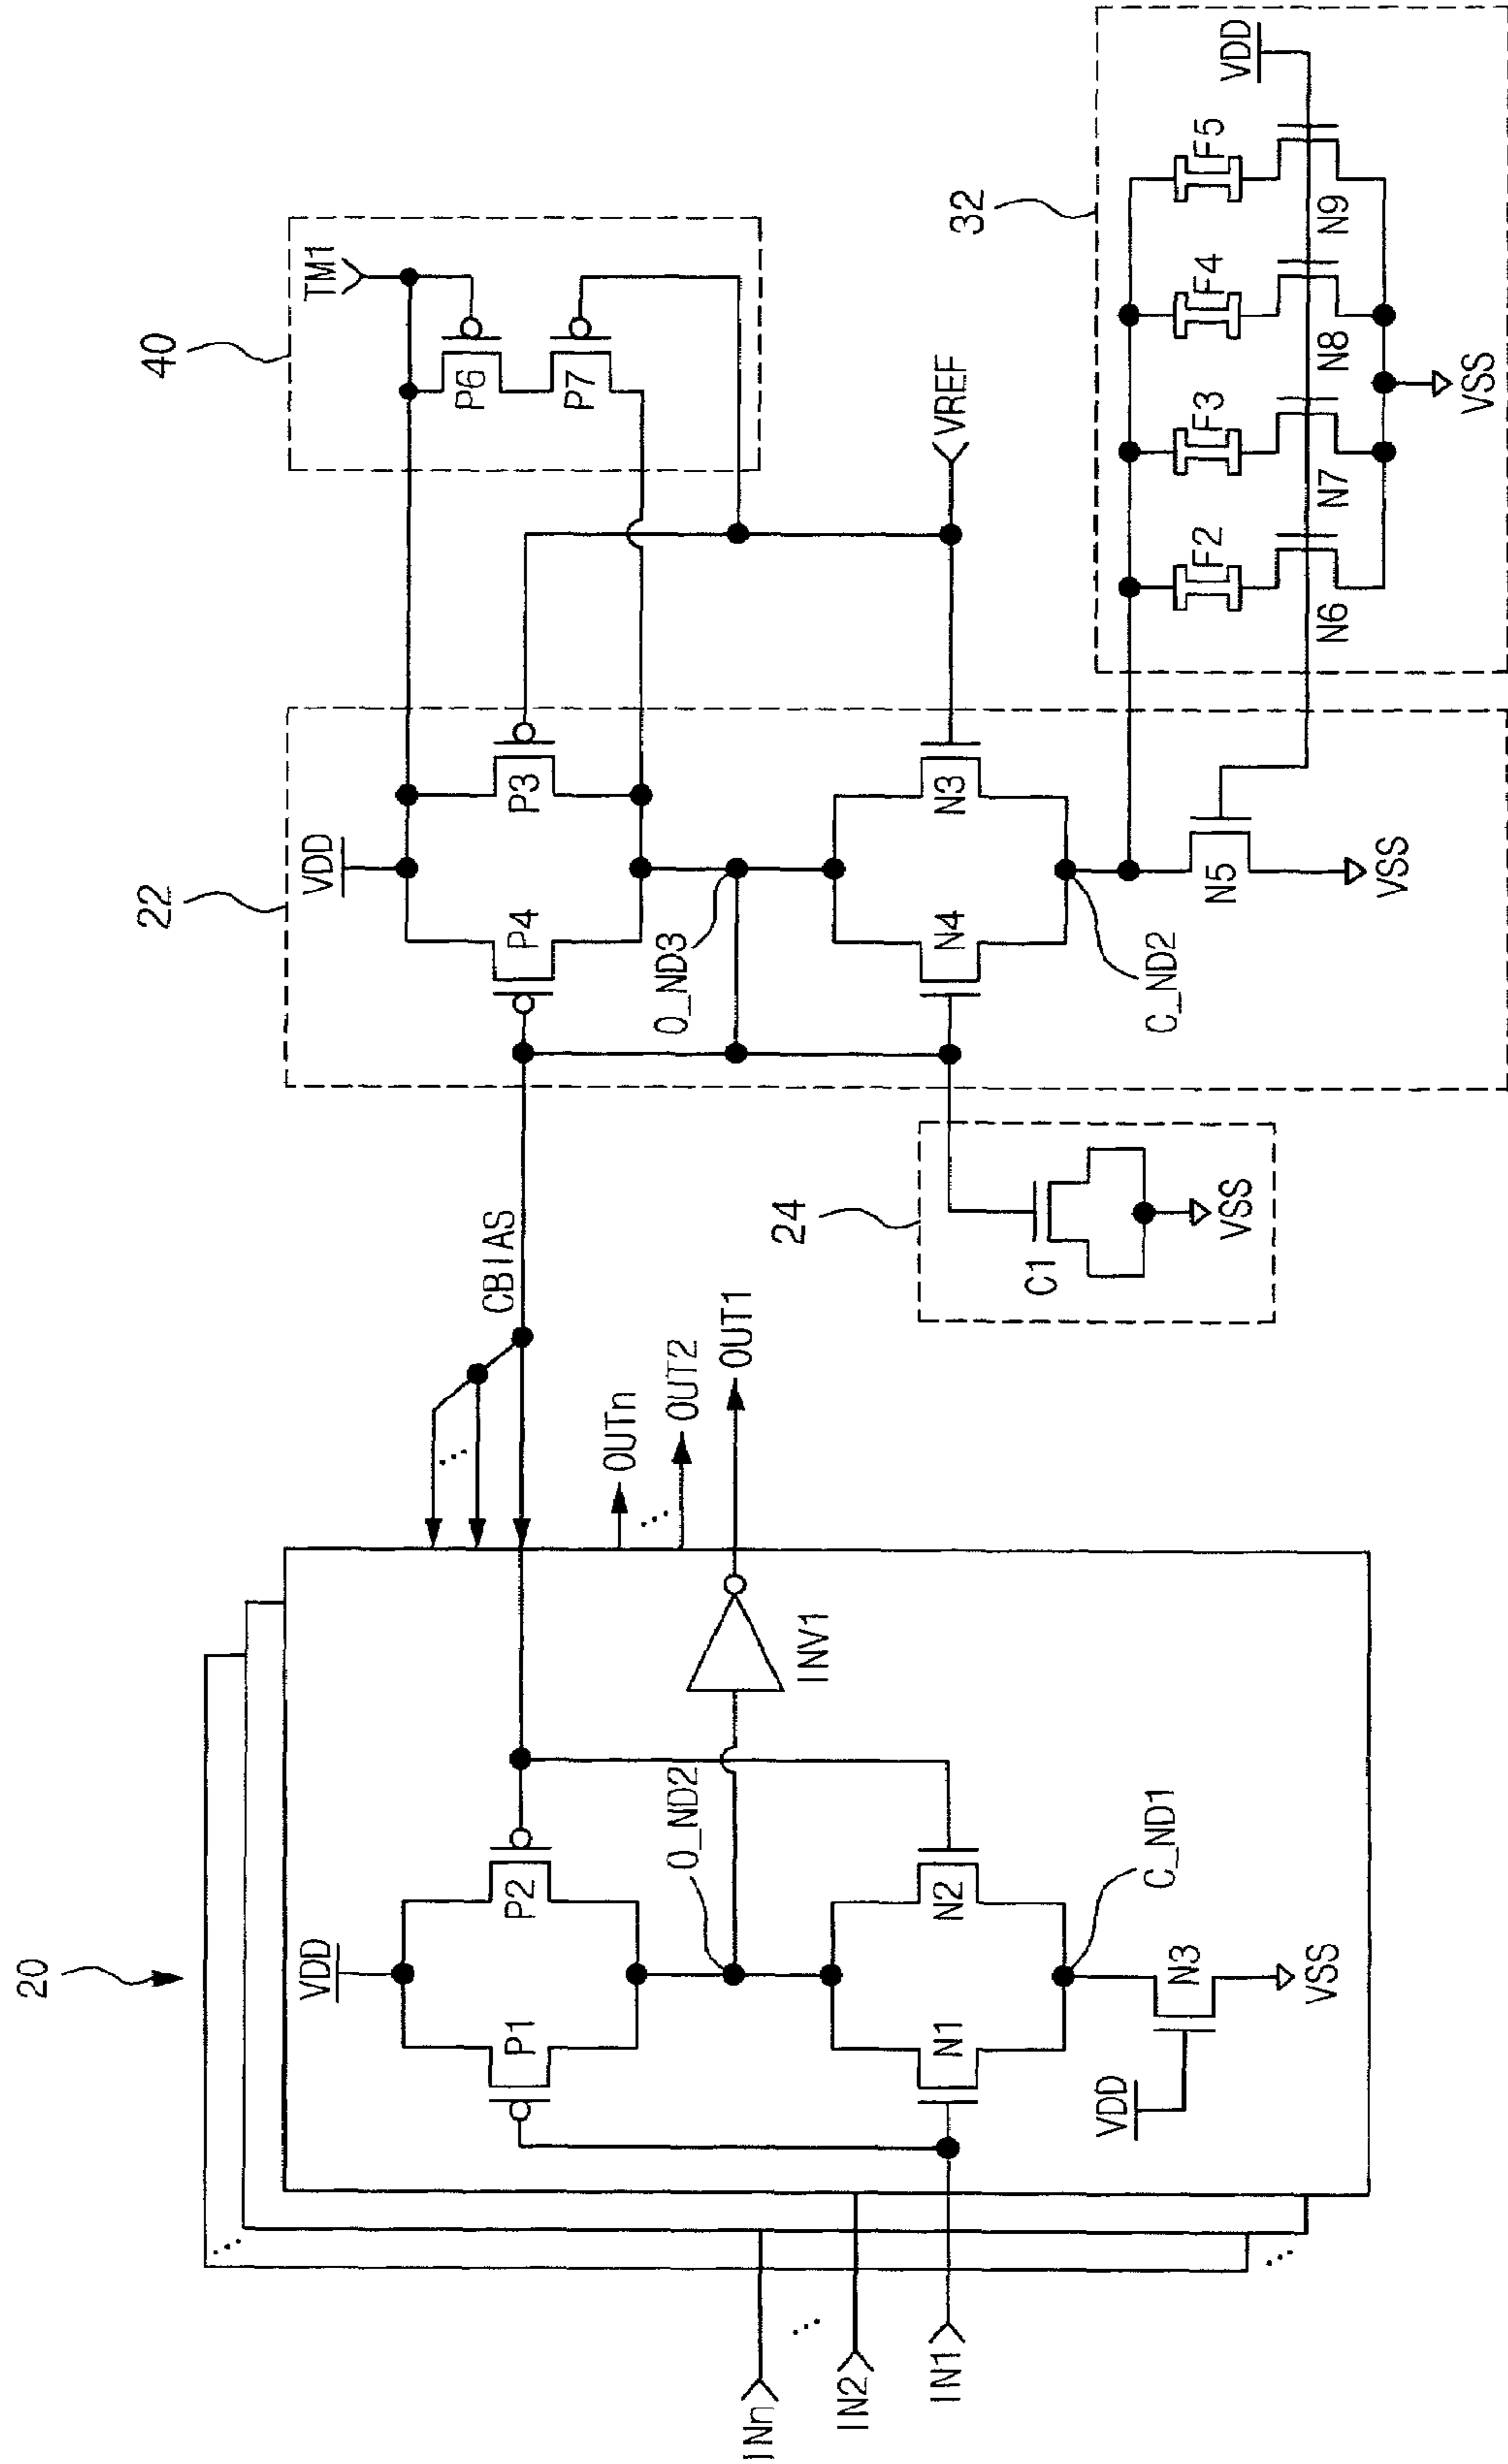 20
VDD
P1
P2
O_ND2
N1
N2
C_ND1
VDD
N3
VSS
INV1
INn
IN2
IN1
OUTn
OUT2
OUT1
CBIAS
24
C1
VSS
22
VDD
P4
P3
O_ND3
N4
N3
C_ND2
N5
VSS
40
TM1
P6
P7
VREF
32
F2
F3
F4
F5
VDD
N6
N7
N8
N9
VSS